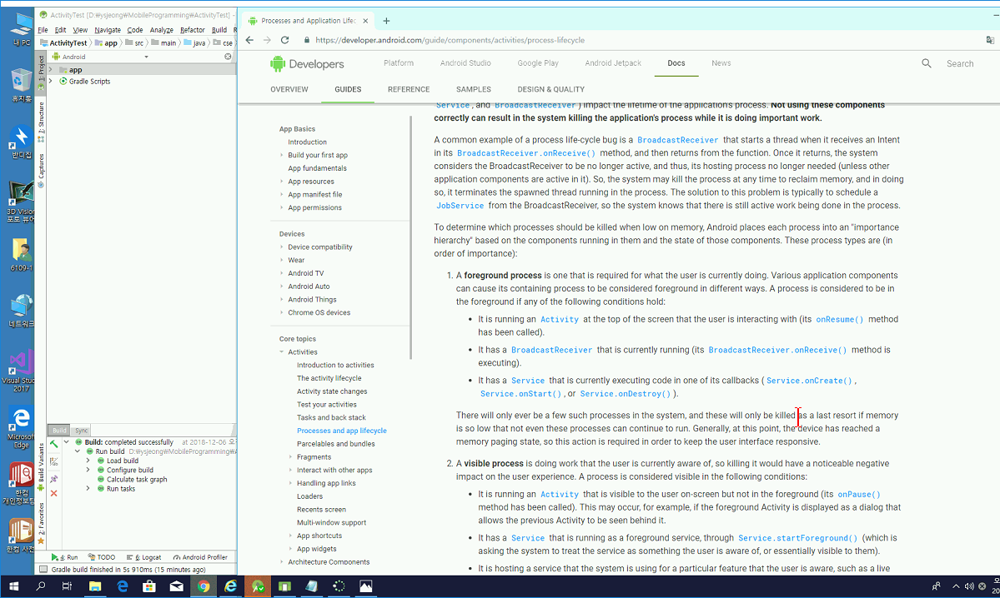 내 PC
휴지통
반디집
3D Vision
포토 뷰어
6109-1
네트워크
Visual Stud
2017
Microsoft
Edge
한컴
개인정보탐
한컴 사전
ActivityTest [D:\ysjeong\MobileProgramming\ActivityTest] -
File Edit View Navigate Code Analyze Refactor Build R
ActivityTest app src main java cse
Android
app
Gradle Scripts
1: Project
7: Structure
Captures
Build Variants
2: Favorites
Build Sync
Build: completed successfully at 2018-12-06
Run build D:\ysjeong\MobileProgramming\A
Load build
Configure build
Calculate task graph
Run tasks
4: Run TODO 6: Logcat Android Profiler
Gradle build finished in 5s 910ms (15 minutes ago)
Processes and Application Lifec
https://developer.android.com/guide/components/activities/process-lifecycle
Developers Platform Android Studio Google Play Android Jetpack Docs News Search
OVERVIEW GUIDES REFERENCE SAMPLES DESIGN & QUALITY
App Basics
Introduction
Build your first app
App fundamentals
App resources
App manifest file
App permissions
Devices
Device compatibility
Wear
Android TV
Android Auto
Android Things
Chrome OS devices
Core topics
Activities
Introduction to activities
The activity lifecycle
Activity state changes
Test your activities
Tasks and back stack
Processes and app lifecycle
Parcelables and bundles
Fragments
Interact with other apps
Handling app links
Loaders
Recents screen
Multi-window support
App shortcuts
App widgets
Architecture Components
Service, and BroadcastReceiver) impact the lifetime of the application's process. Not using these components
correctly can result in the system killing the application's process while it is doing important work.
A common example of a process life-cycle bug is a BroadcastReceiver that starts a thread when it receives an Intent
in its BroadcastReceiver.onReceive() method, and then returns from the function. Once it returns, the system
considers the BroadcastReceiver to be no longer active, and thus, its hosting process no longer needed (unless other
application components are active in it). So, the system may kill the process at any time to reclaim memory, and in doing
so, it terminates the spawned thread running in the process. The solution to this problem is typically to schedule a
JobService from the BroadcastReceiver, so the system knows that there is still active work being done in the process.
To determine which processes should be killed when low on memory, Android places each process into an "importance
hierarchy" based on the components running in them and the state of those components. These process types are (in
order of importance):
1. A foreground process is one that is required for what the user is currently doing. Various application components
can cause its containing process to be considered foreground in different ways. A process is considered to be in
the foreground if any of the following conditions hold:
• It is running an Activity at the top of the screen that the user is interacting with (its onResume() method
has been called).
• It has a BroadcastReceiver that is currently running (its BroadcastReceiver.onReceive() method is
executing).
• It has a Service that is currently executing code in one of its callbacks (Service.onCreate(),
Service.onStart(), or Service.onDestroy()).
There will only ever be a few such processes in the system, and these will only be killed as a last resort if memory
is so low that not even these processes can continue to run. Generally, at this point, the device has reached a
memory paging state, so this action is required in order to keep the user interface responsive.
2. A visible process is doing work that the user is currently aware of, so killing it would have a noticeable negative
impact on the user experience. A process is considered visible in the following conditions:
• It is running an Activity that is visible to the user on-screen but not in the foreground (its onPause()
method has been called). This may occur, for example, if the foreground Activity is displayed as a dialog that
allows the previous Activity to be seen behind it.
• It has a Service that is running as a foreground service, through Service.startForeground() (which is
asking the system to treat the service as something the user is aware of, or essentially visible to them).
• It is hosting a service that the system is using for a particular feature that the user is aware, such as a live